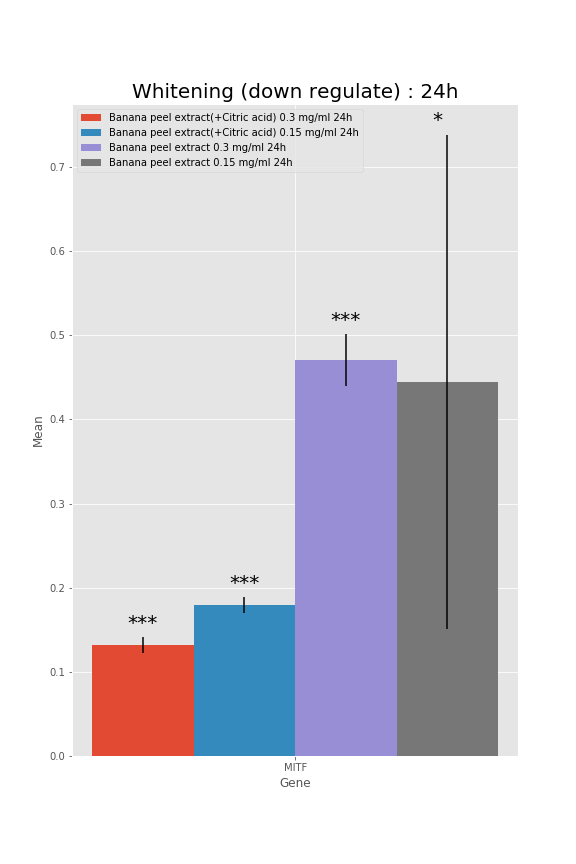 Whitening (down regulate) : 24h
Banana peel extract(+Citric acid) 0.3 mg/ml 24h
Banana peel extract(+Citric acid) 0.15 mg/ml 24h
Banana peel extract 0.3 mg/ml 24h
Banana peel extract 0.15 mg/ml 24h
*
0.7
0.6
***
0.5
0.4
Mean
0.3
***
0.2
***
0.1
0.0
MITF
Gene